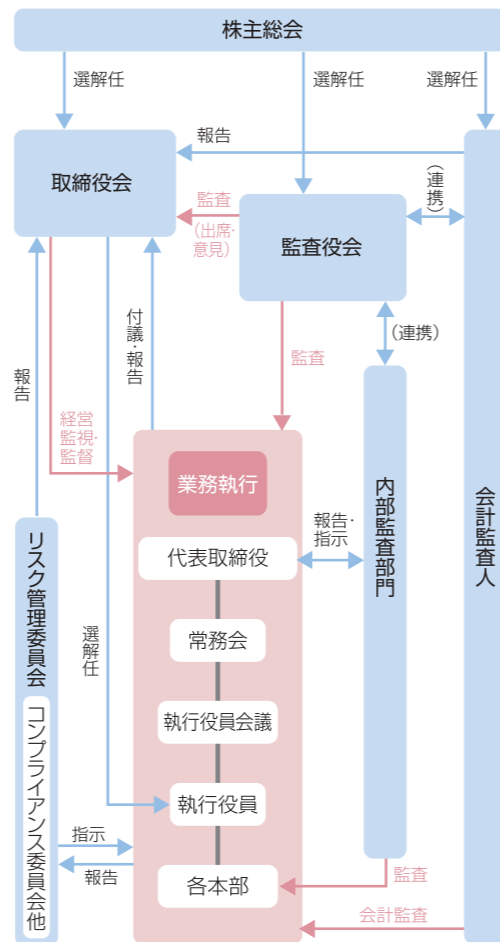 株主総会
選解任
選解任
選解任
報告
取締役会
監査
(出席・
意見)
監査役会
(連携)
(連携)
付議・報告
監査
報告
経営
監視・
監督
業務執行
代表取締役
報告・
指示
内部監査部門
会計監査人
リスク管理委員会
コンプライアンス委員会他
選解任
常務会
執行役員会議
執行役員
指示
報告
各本部
監査
会計監査